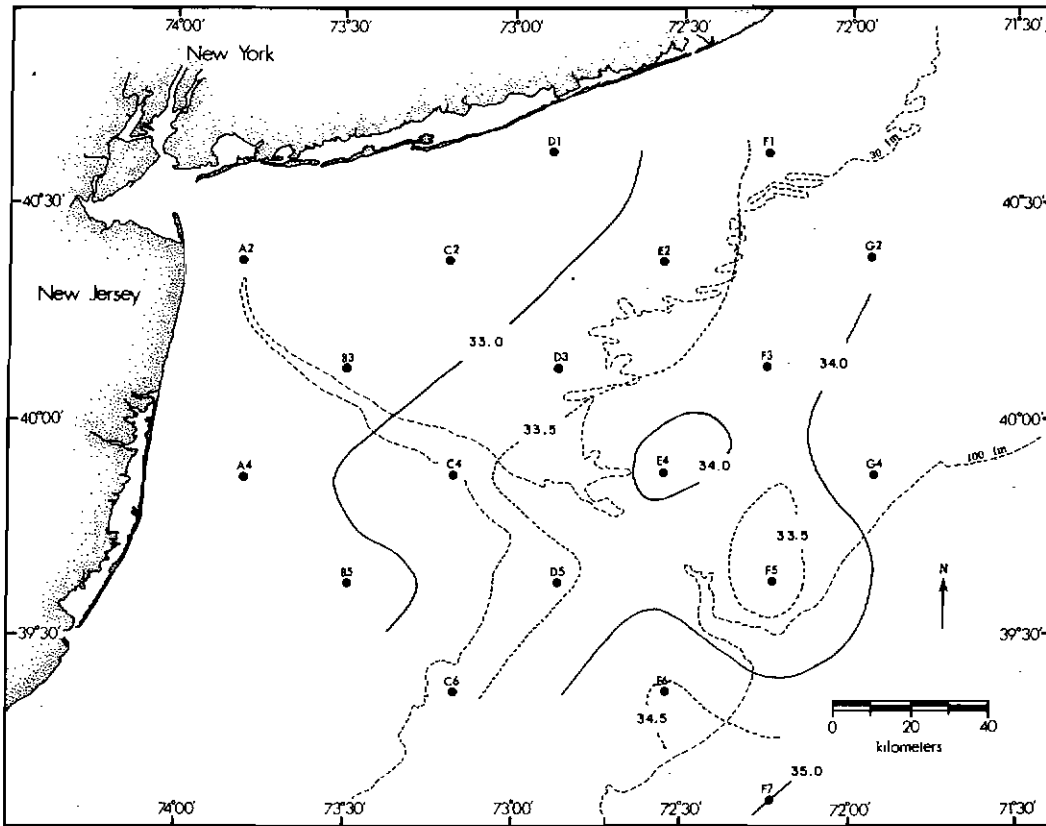 74°00' 73°30' 73°00' 72°30' 72°00' 71°30'
New York
D1 F1
30 fm
40°30' 40°30'
A2 C2 E2 G2
New Jersey
33.0
B3 D3 F3 34.0
40°00' 40°00'
33.5
A4 C4 E4 34.0 G4
100 fm
33.5
B5 D5 F5 N
39°30' 39°30'
C6 E6
34.5
0 20 40
kilometers
F7 35.0
74°00' 73°30' 73°00' 72°30' 72°00' 71°30'